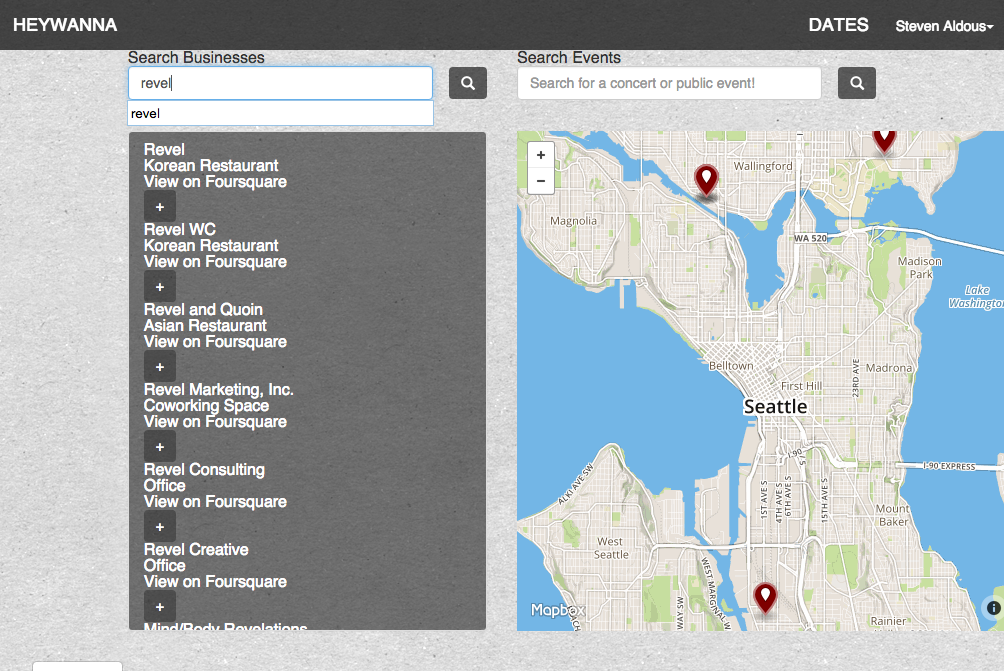 HEYWANNA
DATES
Steven Aldous
Search Businesses
revel
revel
Search Events
Search for a concert or public event!
Revel
Korean Restaurant
View on Foursquare
+
Revel WC
Korean Restaurant
View on Foursquare
+
Revel and Quoin
Asian Restaurant
View on Foursquare
+
Revel Marketing, Inc.
Coworking Space
View on Foursquare
+
Revel Consulting
Office
View on Foursquare
+
Revel Creative
Office
View on Foursquare
+
Mind/Body Revelations
+
−
Wallingford
Magnolia
WA 520
Madison
Park
Lake
Washington
Belltown
First Hill
Madrona
23RD AVE
Seattle
I-90 / S
I-90 EXPRESS
ALKI AVE SW
1ST AVE S
4TH AVE S
6TH AVE S
15TH AVE S
Mount
Baker
West
Seattle
WEST MARGINAL W
WAY SW
Mapbox
Rainier
i